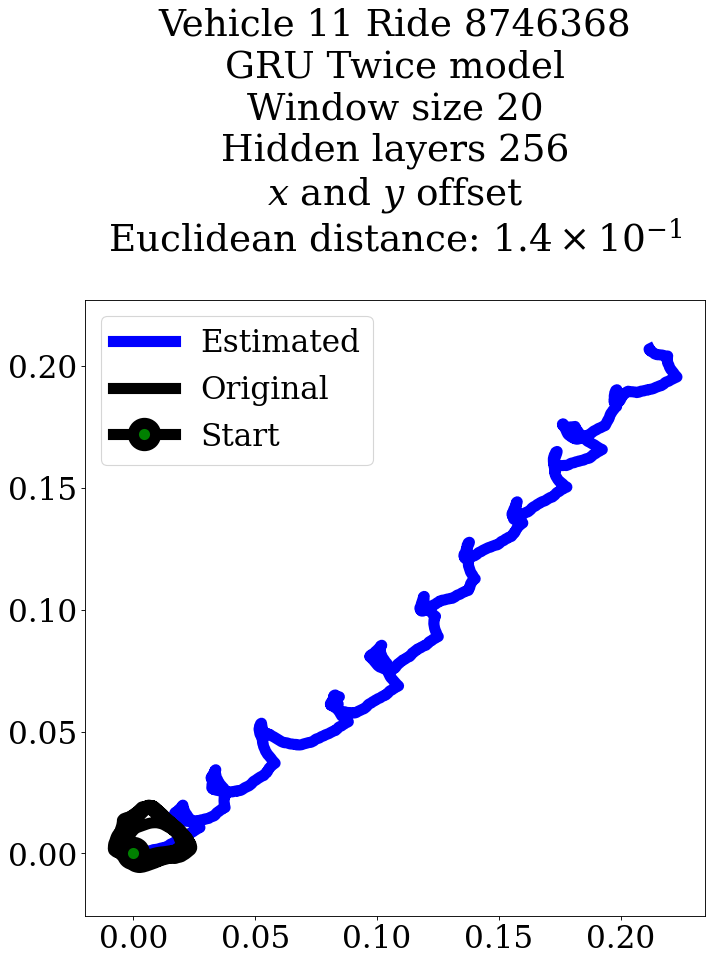 Vehicle 11 Ride 8746368
GRU Twice model
Window size 20
Hidden layers 256
x and y offset
Euclidean distance: 1.4 × 10⁻¹
Estimated
Original
Start
0.20
0.15
0.10
0.05
0.00
0.00 0.05 0.10 0.15 0.20